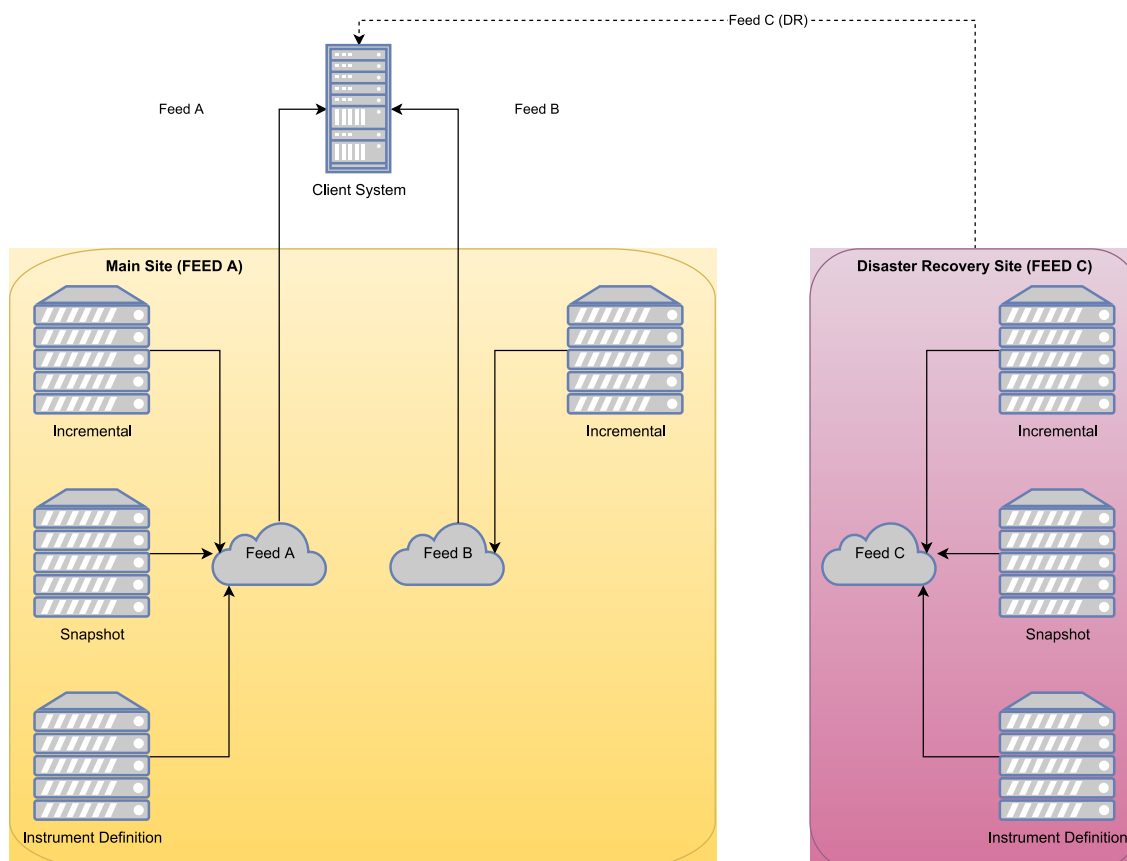 Feed C (DR)
Feed A
Feed B
Client System
Main Site (FEED A)
Disaster Recovery Site (FEED C)
Incremental
Incremental
Incremental
Feed A
Feed B
Feed C
Snapshot
Snapshot
Instrument Definition
Instrument Definition